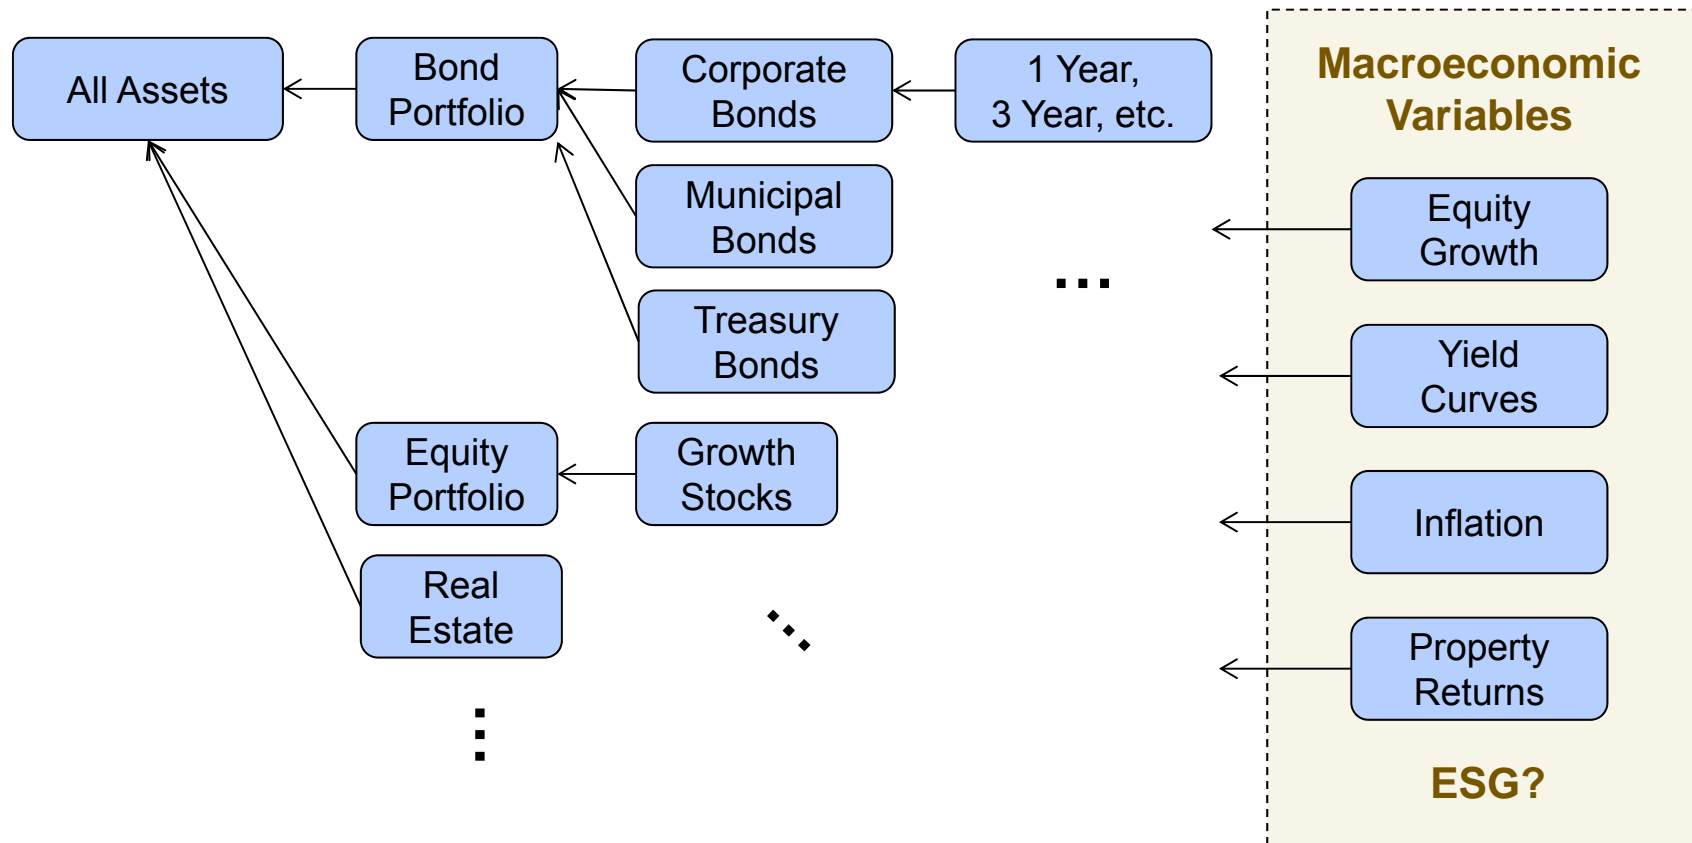 All Assets
Bond
Portfolio
Corporate
Bonds
1 Year,
3 Year, etc.
Municipal
Bonds
Treasury
Bonds
...
Equity
Portfolio
Growth
Stocks
Real
Estate
Macroeconomic
Variables
Equity
Growth
Yield
Curves
Inflation
Property
Returns
ESG?